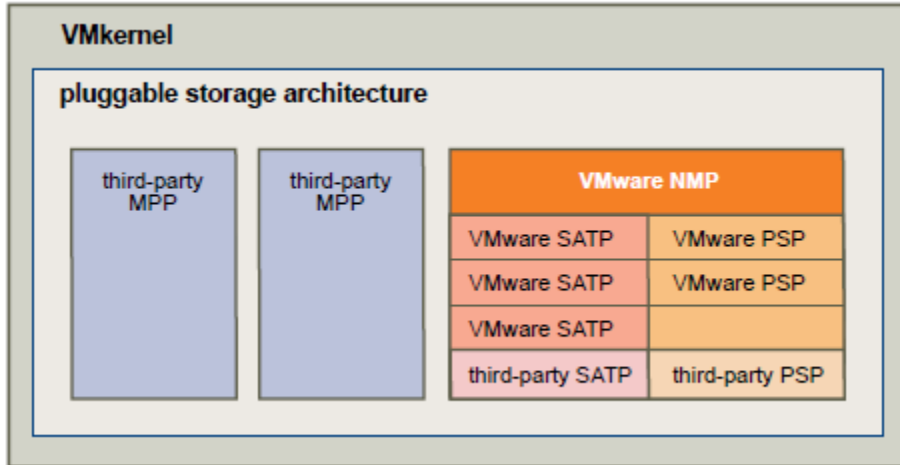 VMkernel
pluggable storage architecture
third-party
MPP
third-party
MPP
VMware NMP
VMware SATP
VMware PSP
VMware SATP
VMware PSP
VMware SATP
third-party SATP
third-party PSP